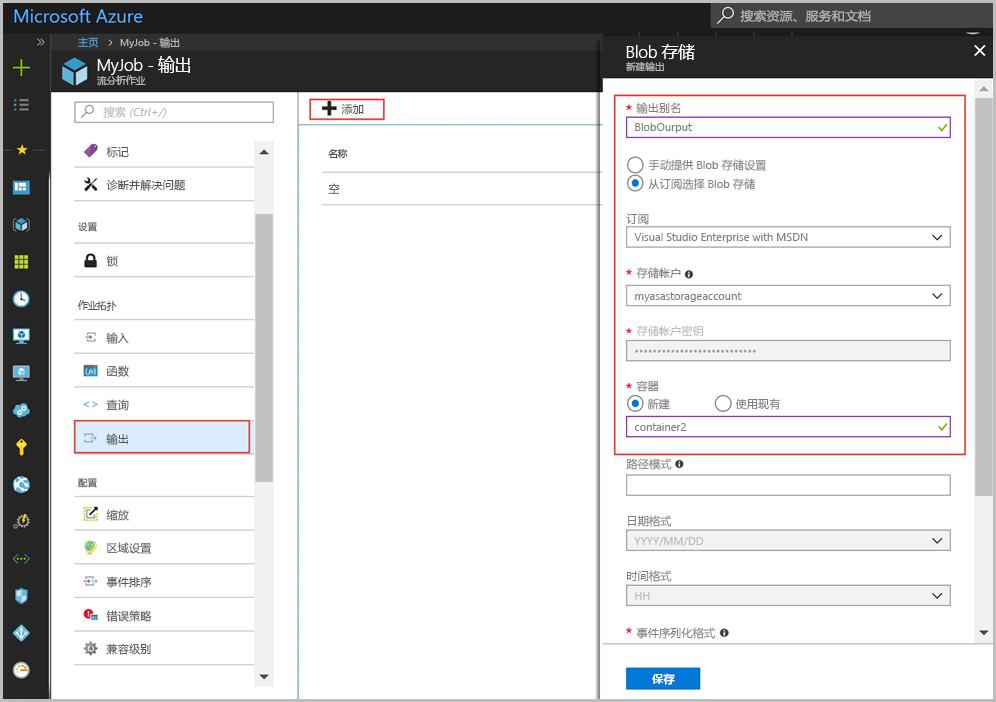 Microsoft Azure
搜索资源、服务和文档
主页 > MyJob - 输出
MyJob - 输出
流分析作业
搜索 (Ctrl+/)
标记
诊断并解决问题
设置
锁
作业拓扑
输入
函数
查询
输出
配置
缩放
区域设置
事件排序
错误策略
兼容级别
添加
名称
空
Blob 存储
新建输出
* 输出别名
BlobOurput
手动提供 Blob 存储设置
从订阅选择 Blob 存储
订阅
Visual Studio Enterprise with MSDN
* 存储帐户
myasastorageaccount
* 存储帐户密钥
* 容器
新建 使用现有
container2
路径模式
日期格式
YYYY/MM/DD
时间格式
HH
* 事件序列化格式
保存